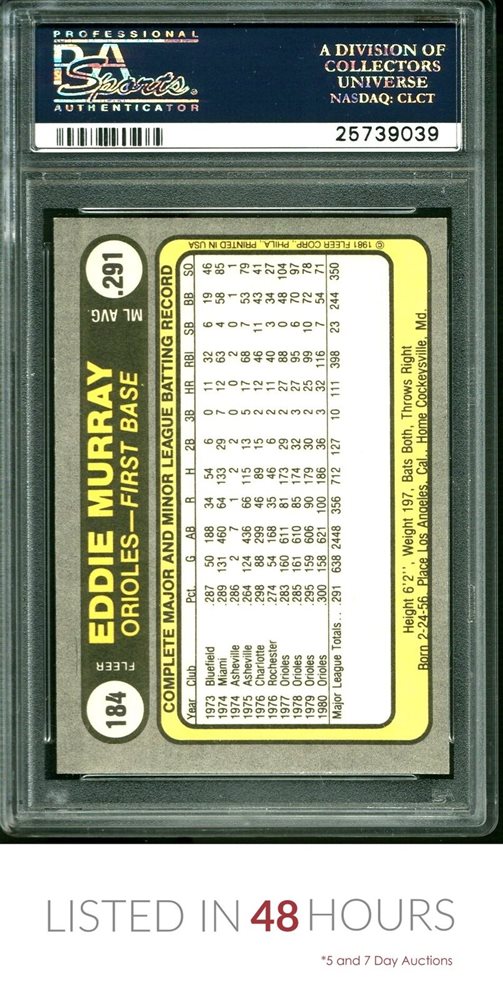 PROFESSIONAL
PSA
Sports
AUTHENTICATOR
A DIVISION OF
COLLECTORS
UNIVERSE
NASDAQ: CLCT
25739039
184 FLEER EDDIE MURRAY ML AVG. .291
ORIOLES—FIRST BASE
COMPLETE MAJOR AND MINOR LEAGUE BATTING RECORD
Year Club Pct. G AB R H 2B 3B HR RBI SB BB SO
1973 Bluefield .287 50 188 34 54 6 0 11 32 6 19 46
1974 Miami .289 131 460 64 133 29 7 12 63 4 58 85
1974 Asheville .286 2 7 1 2 2 0 0 2 0 1 1
1975 Asheville .264 124 436 66 115 13 5 17 68 7 53 79
1976 Charlotte .298 88 299 46 89 15 2 12 46 11 43 41
1976 Rochester .274 54 168 35 46 6 2 11 40 3 34 27
1977 Orioles .283 160 611 81 173 29 2 27 88 0 48 104
1978 Orioles .285 161 610 85 174 32 3 27 95 9 70 97
1979 Orioles .295 159 606 90 179 30 2 25 99 10 72 78
1980 Orioles .300 158 621 100 186 36 3 32 116 7 54 71
Major League Totals... .291 638 2448 356 712 127 10 111 398 23 244 350
© 1981 FLEER CORP., PHILA., PRINTED IN USA
Height 6'2", Weight 197, Bats Both, Throws Right
Born 2-24-56, Place Los Angeles, Cal., Home Cockeysville, Md.
LISTED IN 48 HOURS
*5 and 7 Day Auctions